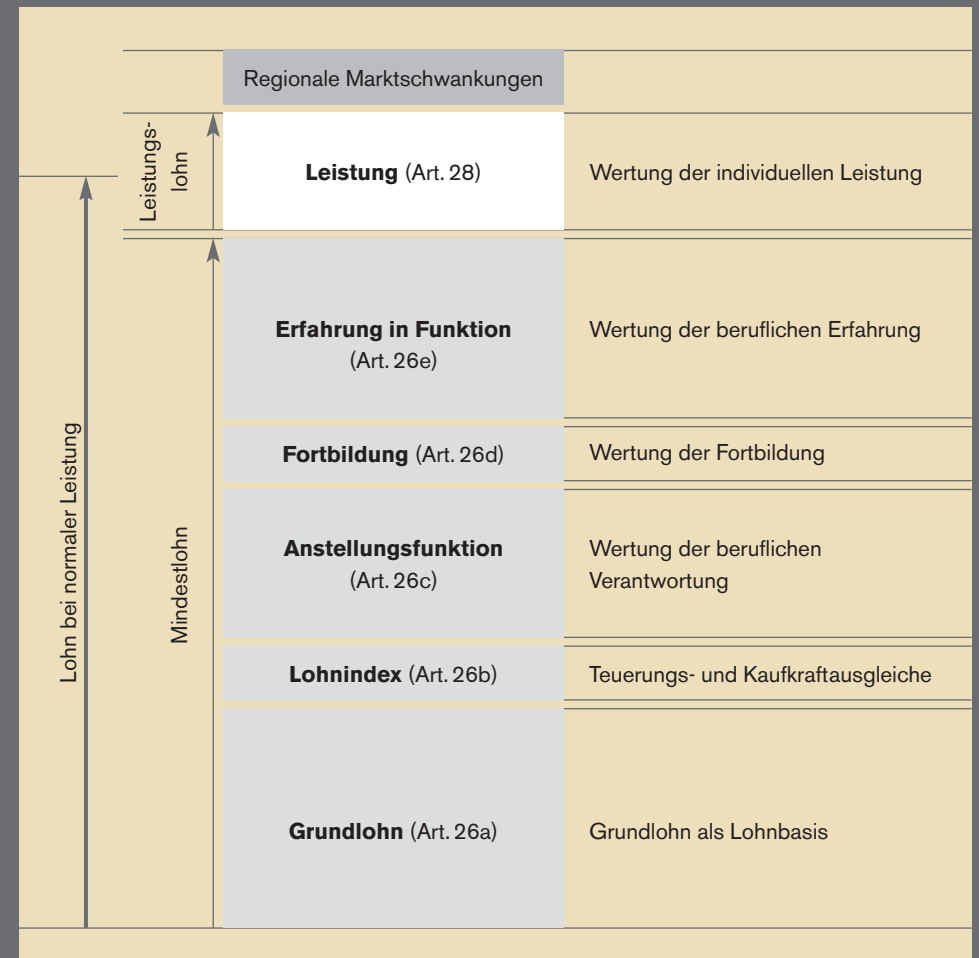 Regionale Marktschwankungen
Leistungs-
lohn
Leistung (Art. 28)
Wertung der individuellen Leistung
Erfahrung in Funktion
(Art. 26e)
Wertung der beruflichen Erfahrung
Fortbildung (Art. 26d)
Wertung der Fortbildung
Anstellungsfunktion
(Art. 26c)
Wertung der beruflichen
Verantwortung
Lohn bei normaler Leistung
Mindestlohn
Lohnindex (Art. 26b)
Teuerungs- und Kaufkraftausgleiche
Grundlohn (Art. 26a)
Grundlohn als Lohnbasis